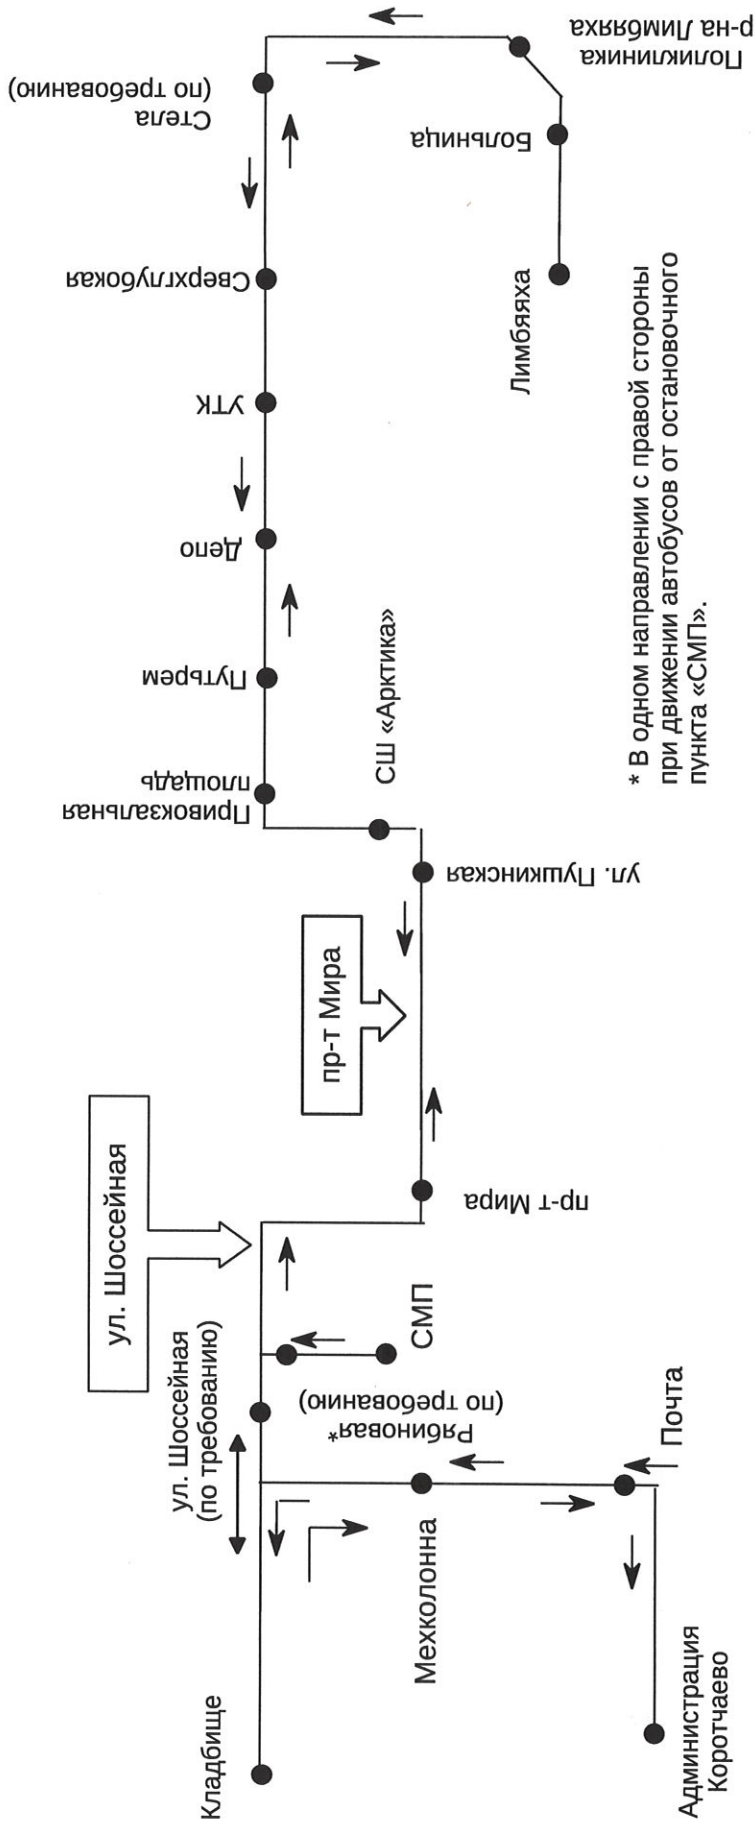 Кладбище
ул. Шоссейная
(по требованию)
ул. Шоссейная
Рябиновая*
(по требованию)
СМП
Мехколонна
Почта
Администрация
Коротчаево
пр-т Мира
пр-т Мира
ул. Пушкинская
СШ «Арктика»
Привокзальная
площадь
Путьрем
Депо
УТК
Сверхглубокая
Стела
(по требованию)
Поликлиника
р-на Лимбяяха
Больница
Лимбяяха
* В одном направлении с правой стороны
при движении автобусов от остановочного
пункта «СМП».